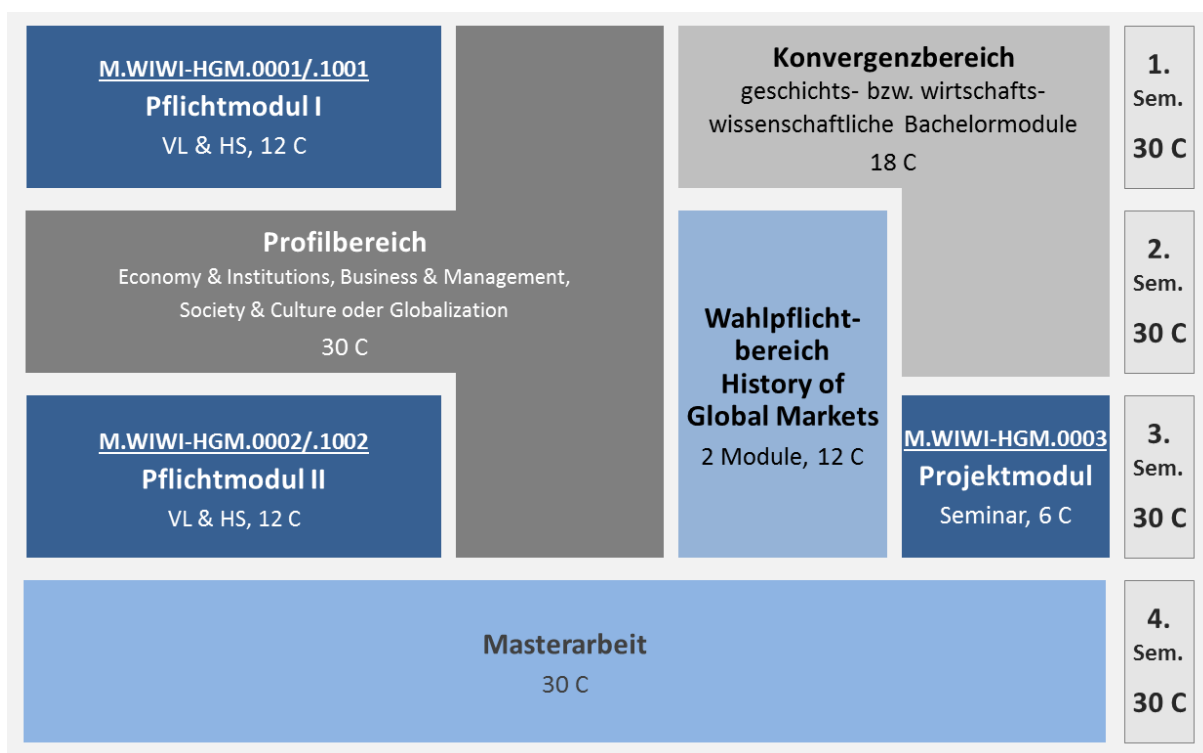 M.WIWI-HGM.0001/.1001
Pflichtmodul I
VL & HS, 12 C
Konvergenzbereich
geschichts- bzw. wirtschafts-
wissenschaftliche Bachelormodule
18 C
1.
Sem.
30 C
Profilbereich
Economy & Institutions, Business & Management,
Society & Culture oder Globalization
30 C
Wahlpflicht-
bereich
History of
Global Markets
2 Module, 12 C
2.
Sem.
30 C
M.WIWI-HGM.0002/.1002
Pflichtmodul II
VL & HS, 12 C
M.WIWI-HGM.0003
Projektmodul
Seminar, 6 C
3.
Sem.
30 C
Masterarbeit
30 C
4.
Sem.
30 C